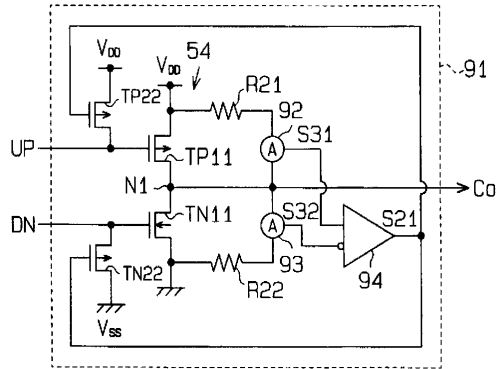 VDD
54
VDD
R21
91
TP22
92
S31
UP
TP11
N1
Co
TN11
S32
DN
S21
TN22
93
94
R22
VSS
A
A